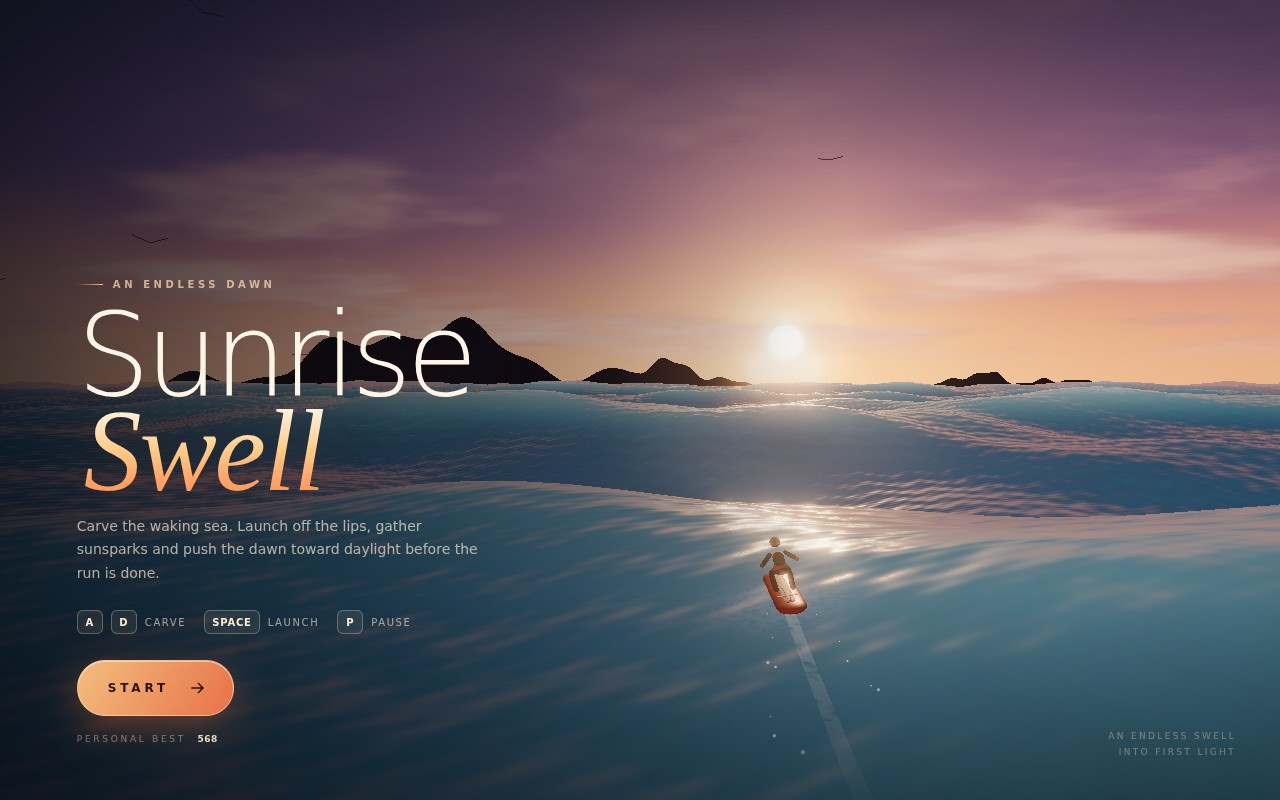 AN ENDLESS DAWN
Sunrise
Swell
Carve the waking sea. Launch off the lips, gather
sunsparks and push the dawn toward daylight before the
run is done.
A D CARVE SPACE LAUNCH P PAUSE
START →
PERSONAL BEST 568
AN ENDLESS SWELL
INTO FIRST LIGHT